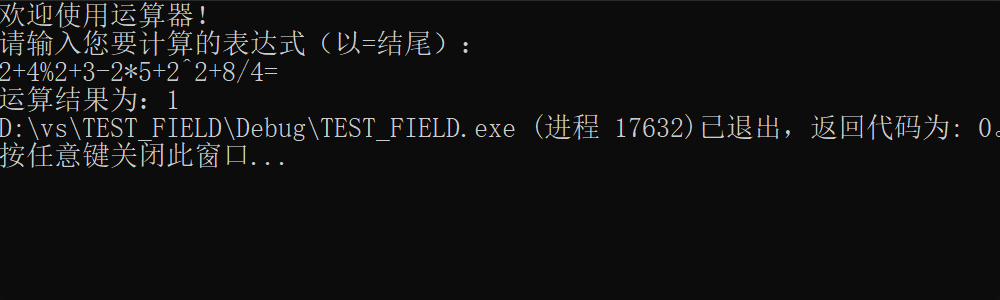 欢迎使用运算器!
请输入您要计算的表达式（以=结尾）:
2+4%2+3-2*5+2^2+8/4=
运算结果为: 1
D:\vs\TEST_FIELD\Debug\TEST_FIELD.exe (进程 17632)已退出，返回代码为: 0。
按任意键关闭此窗口...